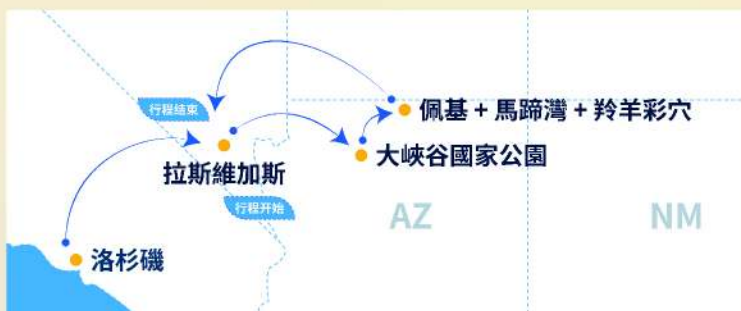 行程結束
佩基 + 馬蹄灣 + 羚羊彩穴
大峽谷國家公園
拉斯維加斯
行程开始
AZ
NM
洛杉磯